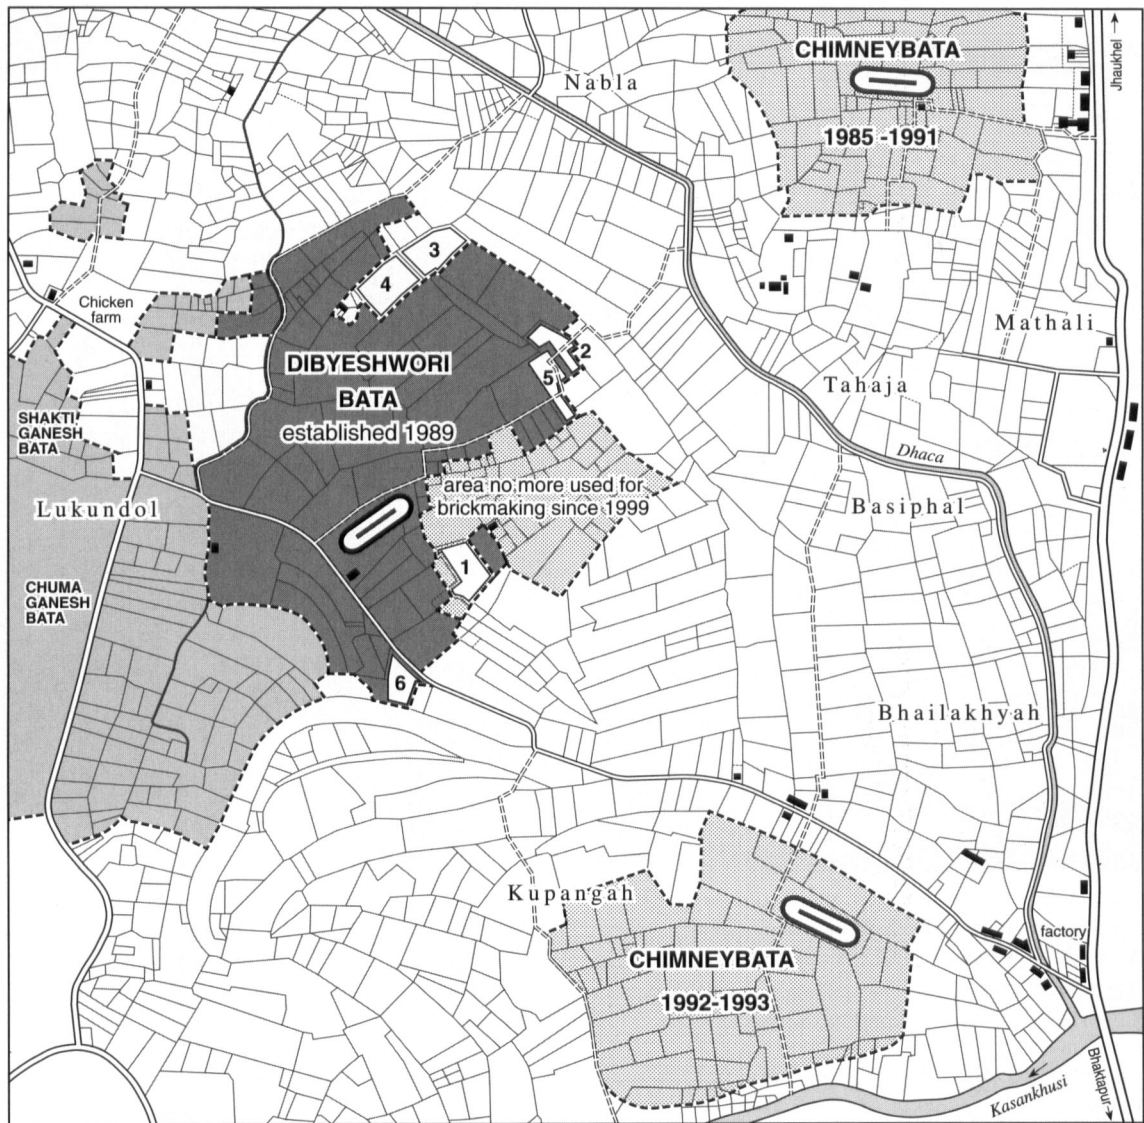 CHIMNEYBATA
1985 -1991
Jhaukhel
Nabla
3
4
Chicken
farm
Mathali
2
5
DIBYESHWORI
BATA
established 1989
Tahaja
SHAKTI
GANESH
BATA
Dhaca
area no more used for
brickmaking since 1999
Lukundol
Basiphal
1
CHUMA
GANESH
BATA
6
Bhailakhyah
Kupangah
factory
CHIMNEYBATA
1992-1993
Kasankhusi
Bhaktapur